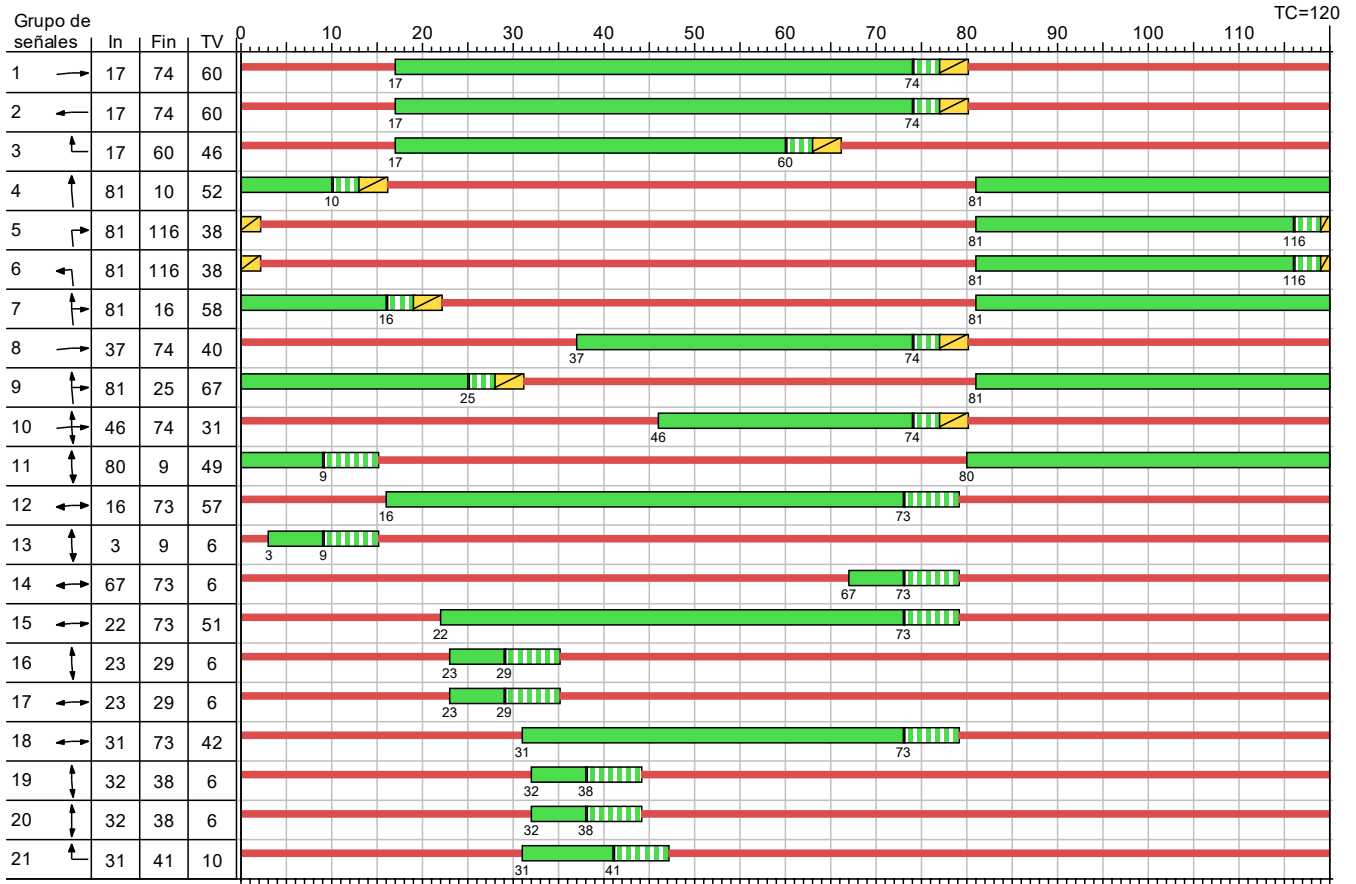 TC=120
Grupo de
señales In Fin TV 0 10 20 30 40 50 60 70 80 90 100 110
1 17 74 60
17 74
2 17 74 60
17 74
3 17 60 46
17 60
4 81 10 52
10 81
5 81 116 38
81 116
6 81 116 38
81 116
7 81 16 58
16 81
8 37 74 40
37 74
9 81 25 67
25 81
10 46 74 31
46 74
11 80 9 49
9 80
12 16 73 57
16 73
13 3 9 6
3 9
14 67 73 6
67 73
15 22 73 51
22 73
16 23 29 6
23 29
17 23 29 6
23 29
18 31 73 42
31 73
19 32 38 6
32 38
20 32 38 6
32 38
21 31 41 10
31 41